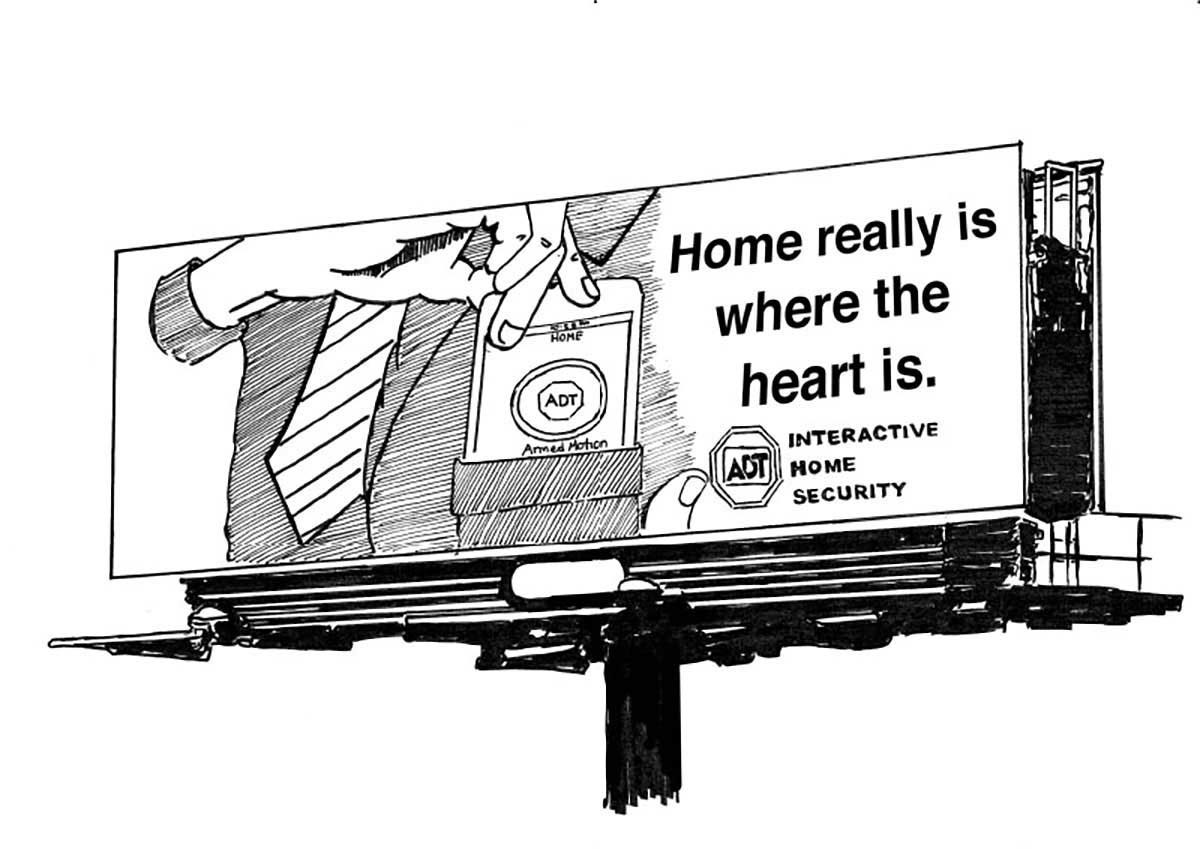 Home really is
where the
heart is.
HOME
ADT
Armed Motion
ADT
INTERACTIVE
HOME
SECURITY